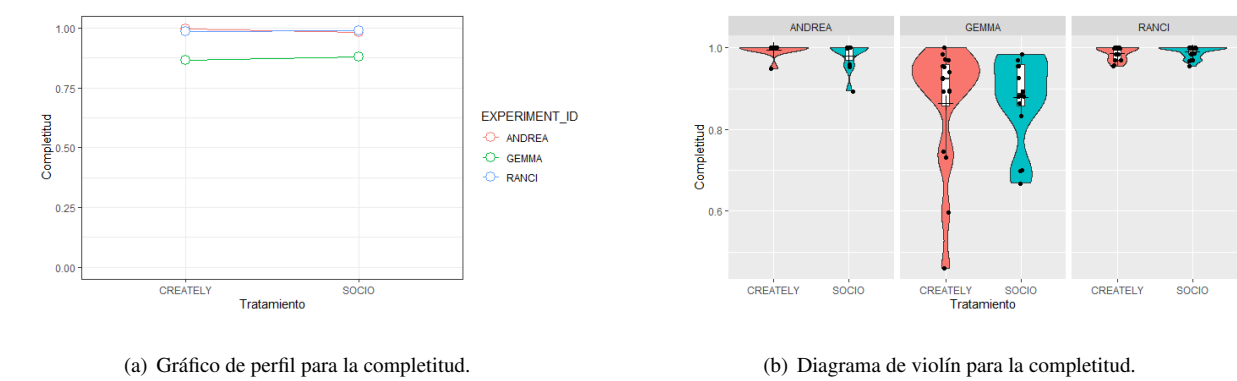 1.00
0.75
0.50
0.25
0.00
Completitud
CREATELY
SOCIO
Tratamiento
EXPERIMENT_ID
ANDREA
GEMMA
RANCI
ANDREA
GEMMA
RANCI
1.0
0.8
0.6
Completitud
CREATELY
SOCIO
CREATELY
SOCIO
CREATELY
SOCIO
Tratamiento
(a) Gráfico de perfil para la completitud.
(b) Diagrama de violín para la completitud.